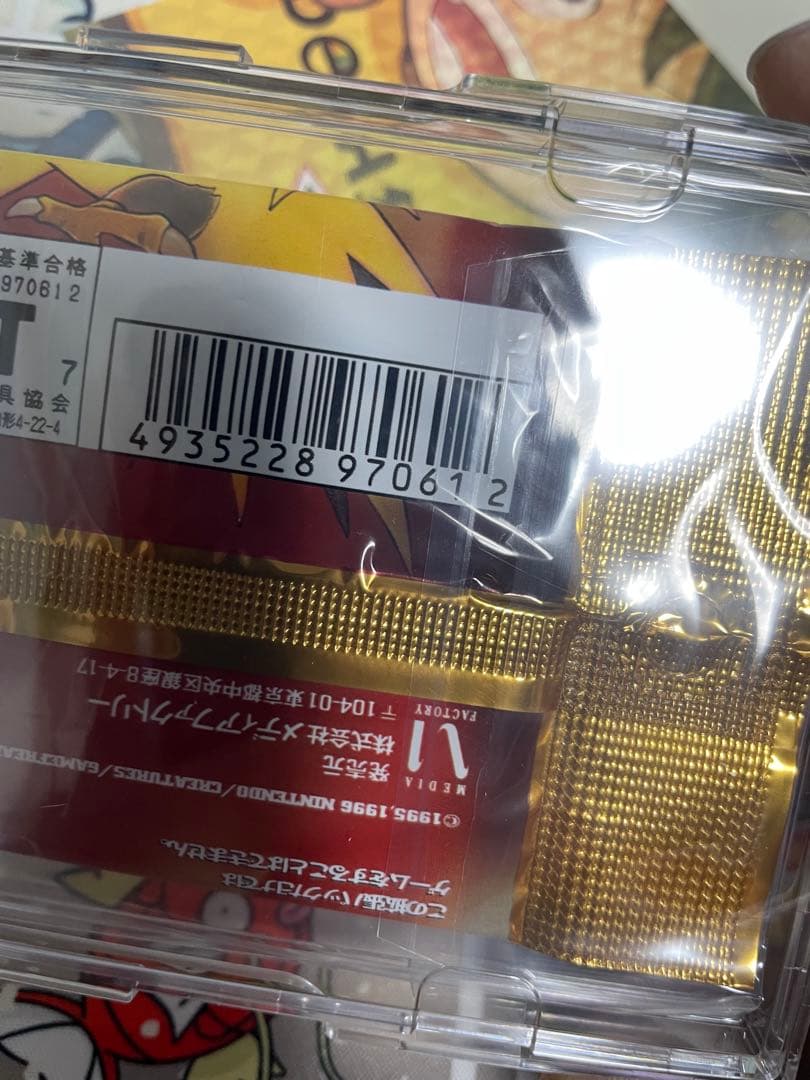 基準合格
970612
T
7
具協会
形4-22-4
4935228 970612
この拡張パックだけでは
ゲームをすることはできません。
©1995,1996 NINTENDO/CREATURES/GAMEFREA
MEDIA
FACTORY
発売元
株式会社メディアファクトリー
〒104-01 東京都中央区銀座8-4-17